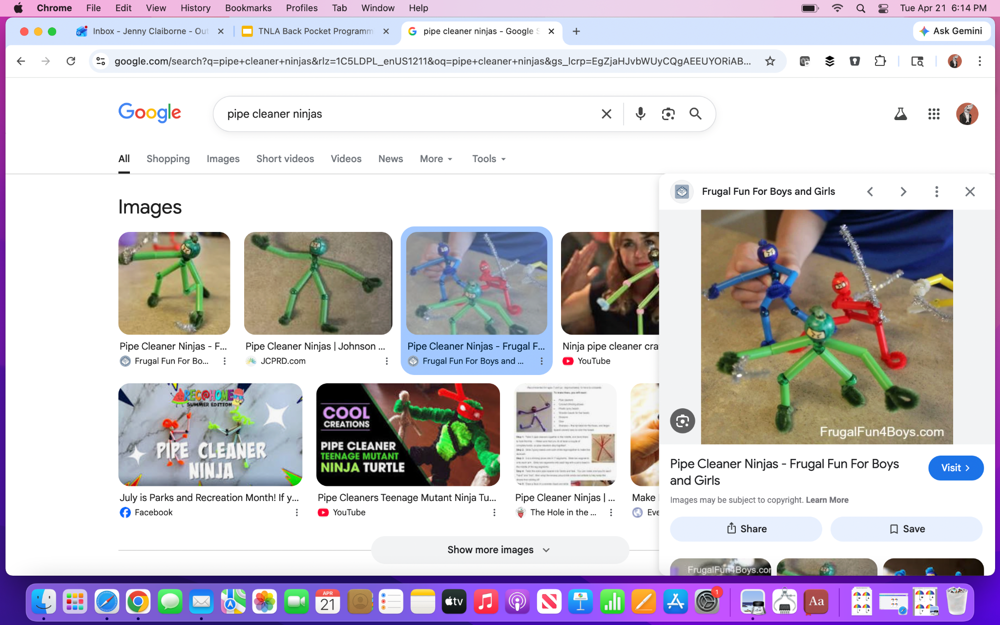 Chrome File Edit View History Bookmarks Profiles Tab Window Help Tue Apr 21 6:14 PM
Inbox - Jenny Claiborne - Out
TNLA Back Pocket Programm
pipe cleaner ninjas - Google S
Ask Gemini
google.com/search?q=pipe+cleaner+ninjas&rlz=1C5LDPL_enUS1211&oq=pipe+cleaner+ninjas&gs_lcrp=EgZjaHJvbWUyCQgAEEUYORiAB...
Google
pipe cleaner ninjas
All Shopping Images Short videos Videos News More Tools
Images
Pipe Cleaner Ninjas - F...
Frugal Fun For Bo...
Pipe Cleaner Ninjas | Johnson ...
JCPRD.com
Pipe Cleaner Ninjas - Frugal F...
Frugal Fun For Boys and ...
Ninja pipe cleaner cra
YouTube
REC@HOME
SUMMER EDITION
PIPE CLEANER
NINJA
July is Parks and Recreation Month! If y...
Facebook
COOL
CREATIONS
PIPE CLEANER
TEENAGE MUTANT
NINJA TURTLE
Pipe Cleaners Teenage Mutant Ninja Tu...
YouTube
Pipe Cleaner Ninjas | ...
The Hole in the ...
Make
Eve
Show more images
Frugal Fun For Boys and Girls
FrugalFun4Boys.com
Pipe Cleaner Ninjas - Frugal Fun For Boys
and Girls
Visit
Images may be subject to copyright. Learn More
Share
Save
FrugalFun4Boys.com
APR
21
tv
1
Aa